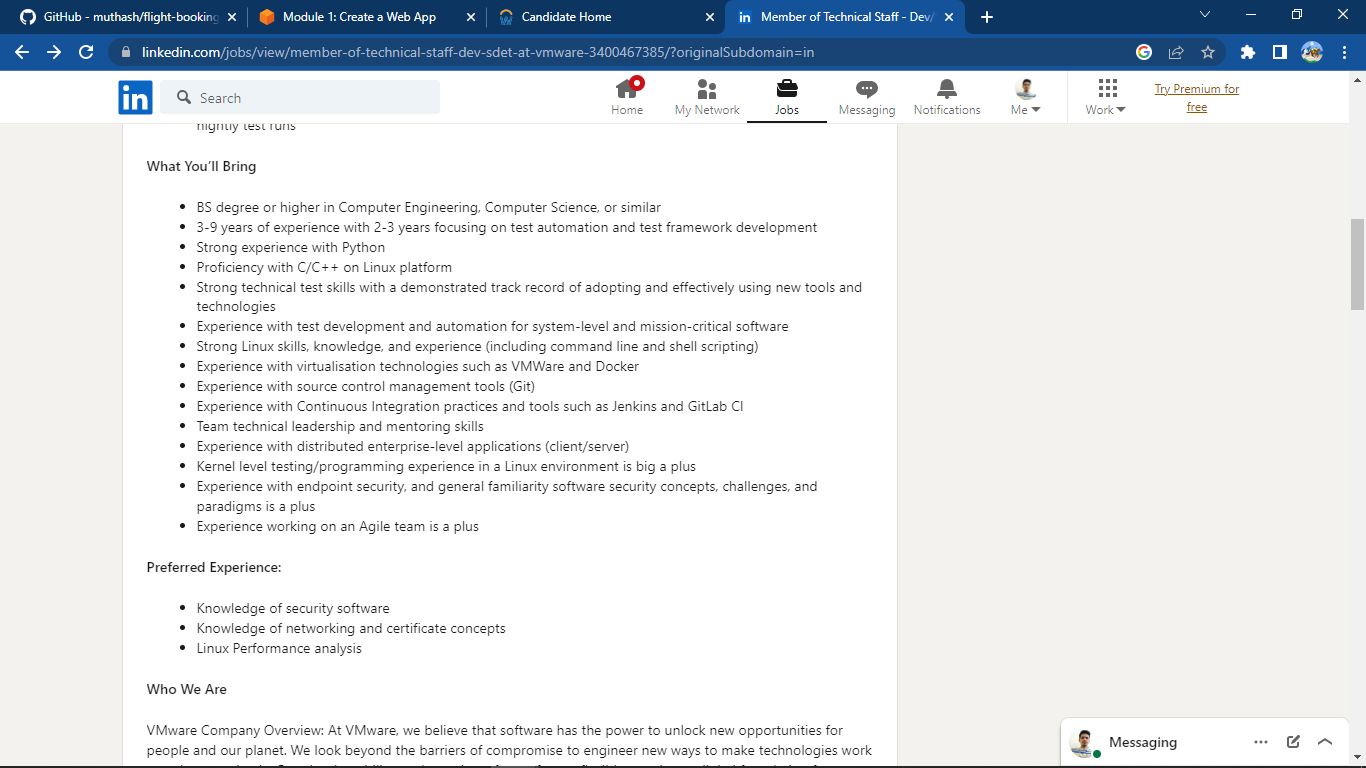 GitHub - muthash/flight-booking
Module 1: Create a Web App
Candidate Home
in Member of Technical Staff - Dev/
linkedin.com/jobs/view/member-of-technical-staff-dev-sdet-at-vmware-3400467385/?originalSubdomain=in
in
Search
Home
My Network
Jobs
Messaging
Notifications
Me
Work
Try Premium for
free
nightly test runs
What You’ll Bring
BS degree or higher in Computer Engineering, Computer Science, or similar
3-9 years of experience with 2-3 years focusing on test automation and test framework development
Strong experience with Python
Proficiency with C/C++ on Linux platform
Strong technical test skills with a demonstrated track record of adopting and effectively using new tools and
technologies
Experience with test development and automation for system-level and mission-critical software
Strong Linux skills, knowledge, and experience (including command line and shell scripting)
Experience with virtualisation technologies such as VMWare and Docker
Experience with source control management tools (Git)
Experience with Continuous Integration practices and tools such as Jenkins and GitLab CI
Team technical leadership and mentoring skills
Experience with distributed enterprise-level applications (client/server)
Kernel level testing/programming experience in a Linux environment is big a plus
Experience with endpoint security, and general familiarity software security concepts, challenges, and
paradigms is a plus
Experience working on an Agile team is a plus
Preferred Experience:
Knowledge of security software
Knowledge of networking and certificate concepts
Linux Performance analysis
Who We Are
VMware Company Overview: At VMware, we believe that software has the power to unlock new opportunities for
people and our planet. We look beyond the barriers of compromise to engineer new ways to make technologies work
Messaging